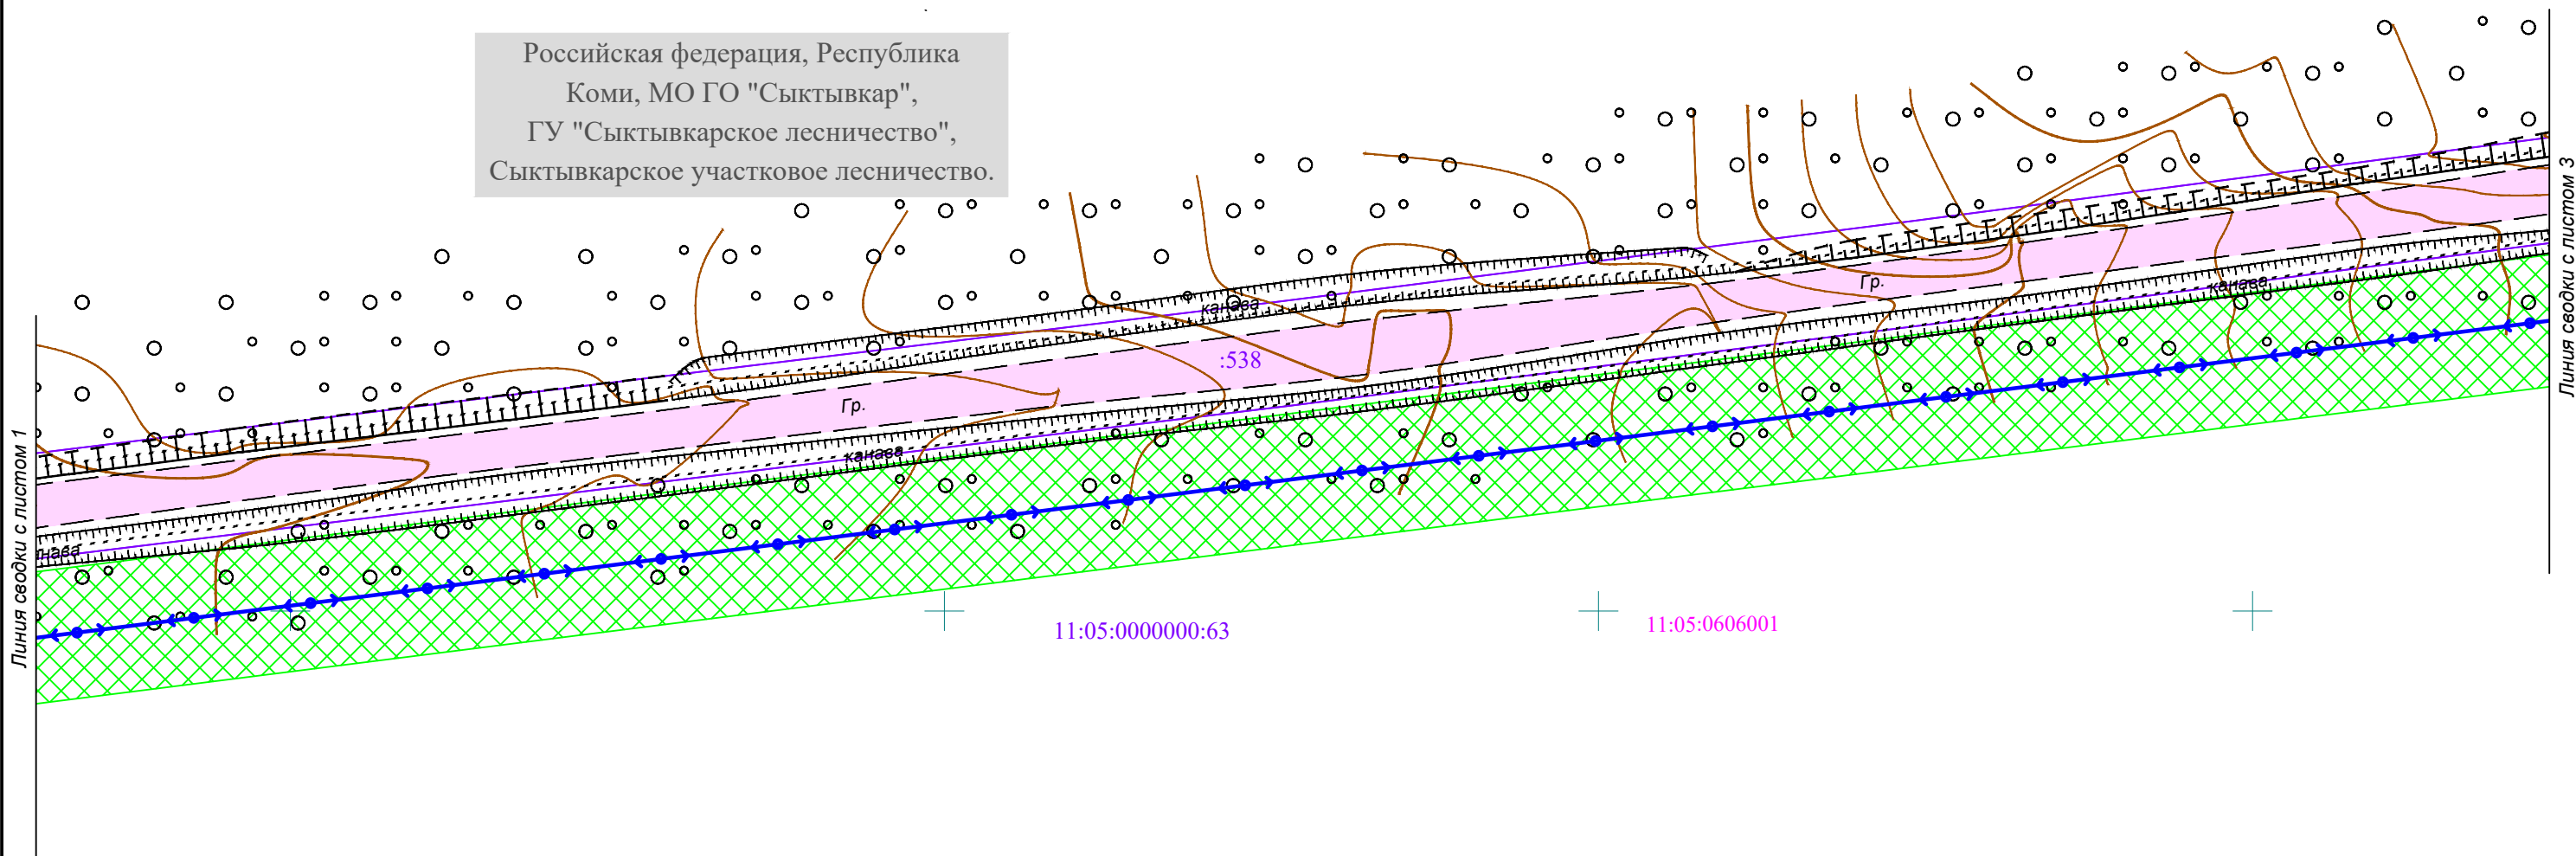 Российская федерация, Республика
Коми, МО ГО "Сыктывкар",
ГУ "Сыктывкарское лесничество",
Сыктывкарское участковое лесничество.
Линия сводки с листом 3
канава
Гр.
канава
:538
Гр.
канава
Линия сводки с листом 1
нава
11:05:0000000:63
11:05:0606001